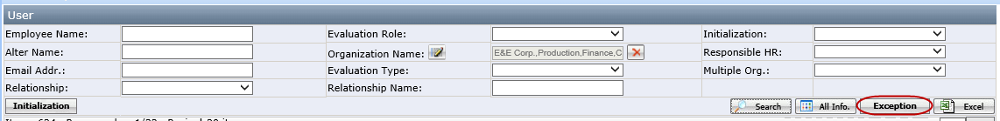 User
Employee Name: Evaluation Role: Initialization:
Alter Name: Organization Name: E&E Corp.,Production,Finance,C Responsible HR:
Email Addr.: Evaluation Type: Multiple Org.:
Relationship: Relationship Name:
Initialization Search All Info. Exception Excel